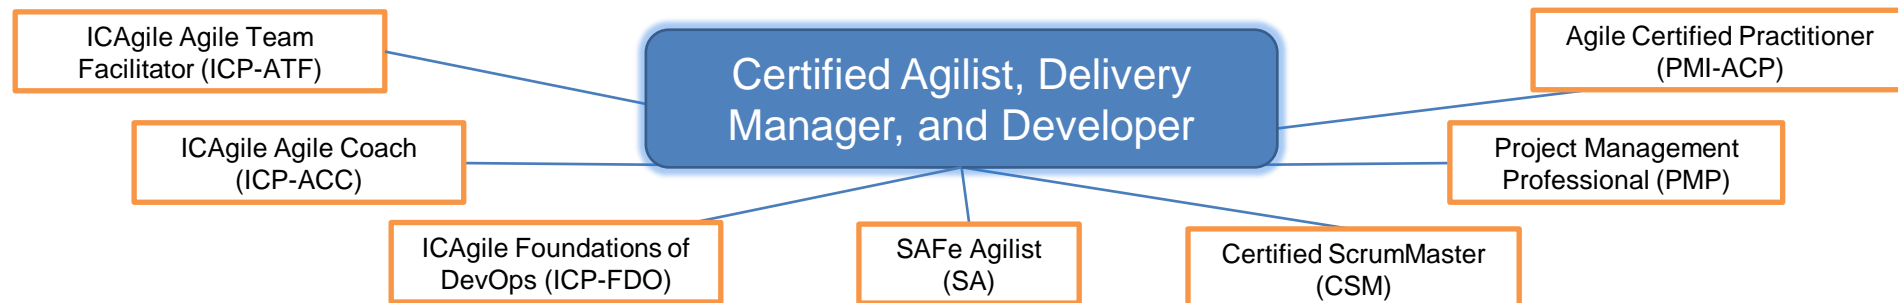 ICAgile Agile Team
Facilitator (ICP-ATF)
Certified Agilist, Delivery
Manager, and Developer
Agile Certified Practitioner
(PMI-ACP)
ICAgile Agile Coach
(ICP-ACC)
Project Management
Professional (PMP)
ICAgile Foundations of
DevOps (ICP-FDO)
SAFe Agilist
(SA)
Certified ScrumMaster
(CSM)